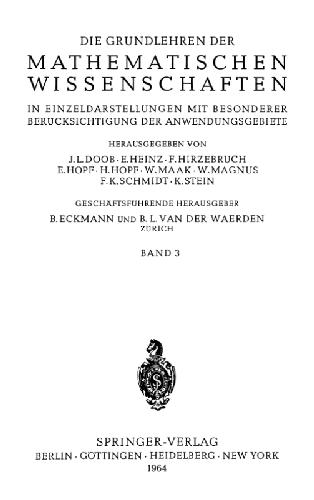 DIE GRUNDLEHREN DER
MATHEMATISCHEN
WISSENSCHAFTEN
IN EINZELDARSTELLUNGEN MIT BESONDERER
BERÜCKSICHTIGUNG DER ANWENDUNGSGEBIETE
HERAUSGEGEBEN VON
J.L.DOOB · E.HEINZ · F.HIRZEBRUCH
E.HOPF · H.HOPF · W.MAAK · W.MAGNUS
F.K.SCHMIDT · K.STEIN
GESCHÄFTSFÜHRENDE HERAUSGEBER
B.ECKMANN UND B.L.VAN DER WAERDEN
ZÜRICH
BAND 3
SPRINGER-VERLAG
BERLIN · GÖTTINGEN · HEIDELBERG · NEW YORK
1964